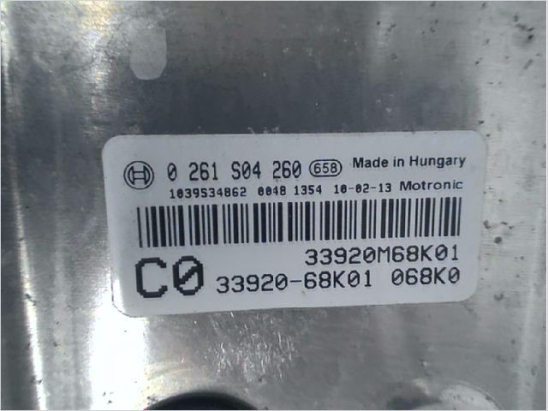 0 261 S04 260 658 Made in Hungary
1039S34862 0048 1354 10-02-13 Motronic
33920M68K01
C0 33920-68K01 068K0